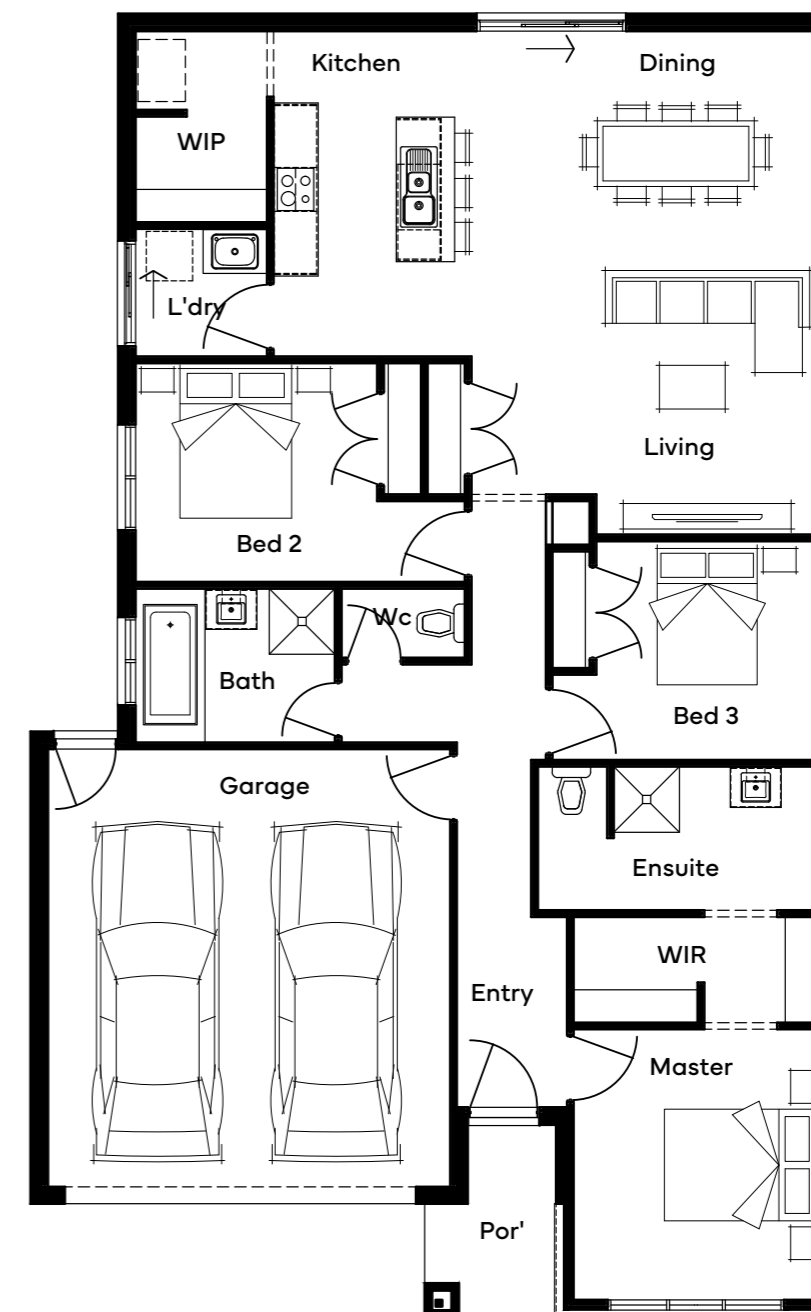 Kitchen
Dining
WIP
L'dry
Living
Bed 2
Wc
Bath
Bed 3
Garage
Ensuite
WIR
Entry
Master
Por'